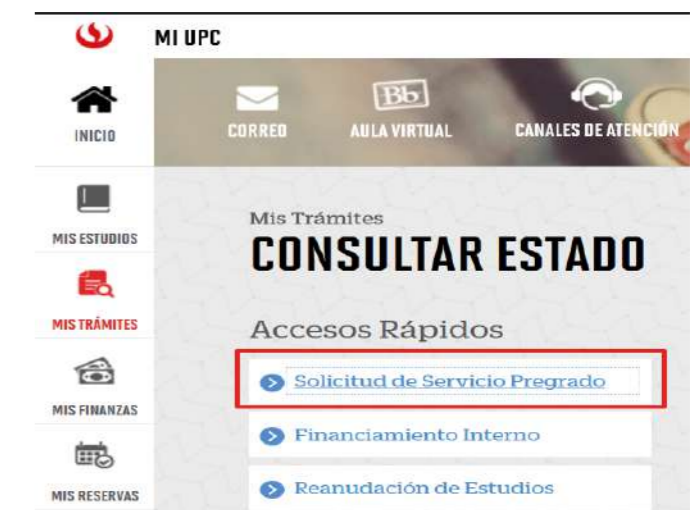 MI UPC
INICIO
CORREO
Bb
AULA VIRTUAL
CANALES DE ATENCIÓN
MIS ESTUDIOS
MIS TRÁMITES
MIS FINANZAS
MIS RESERVAS
Mis Trámites
CONSULTAR ESTADO
Accesos Rápidos
Solicitud de Servicio Pregrado
Financiamiento Interno
Reanudación de Estudios